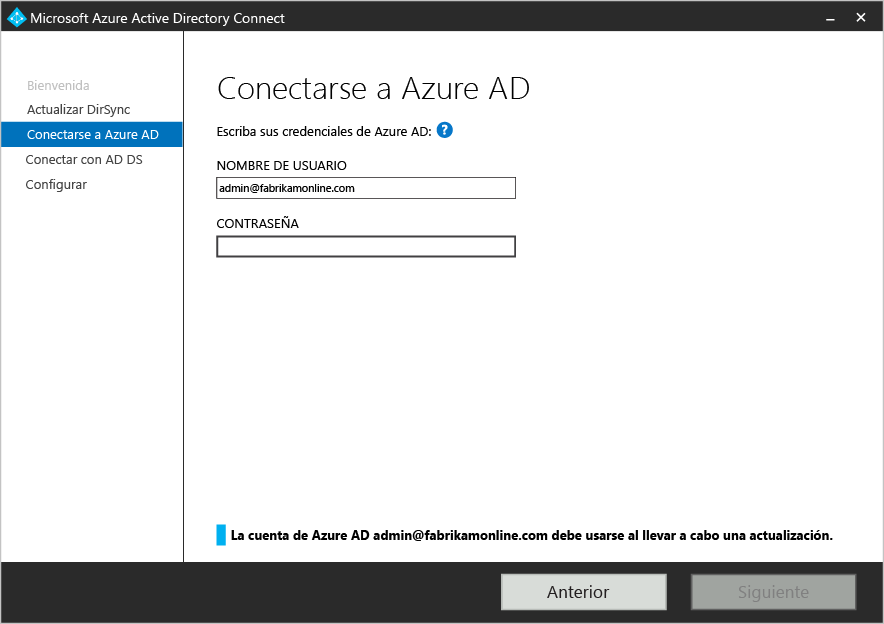 Microsoft Azure Active Directory Connect
Bienvenida
Actualizar DirSync
Conectarse a Azure AD
Conectar con AD DS
Configurar
Conectarse a Azure AD
Escriba sus credenciales de Azure AD: ?
NOMBRE DE USUARIO
admin@fabrikamonline.com
CONTRASEÑA
La cuenta de Azure AD admin@fabrikamonline.com debe usarse al llevar a cabo una actualización.
Anterior
Siguiente